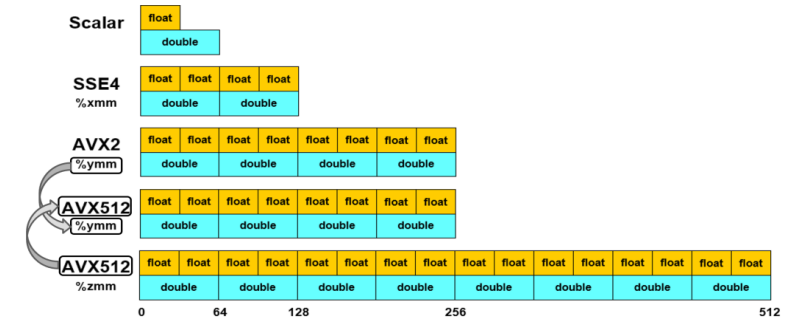 Scalar
float
double
SSE4
%xmm
float float float float
double double
AVX2
%ymm
float float float float float float float float
double double double double
AVX512
%ymm
float float float float float float float float
double double double double
AVX512
%zmm
float float float float float float float float float float float float float float float float
double double double double double double double double
0 64 128 256 512